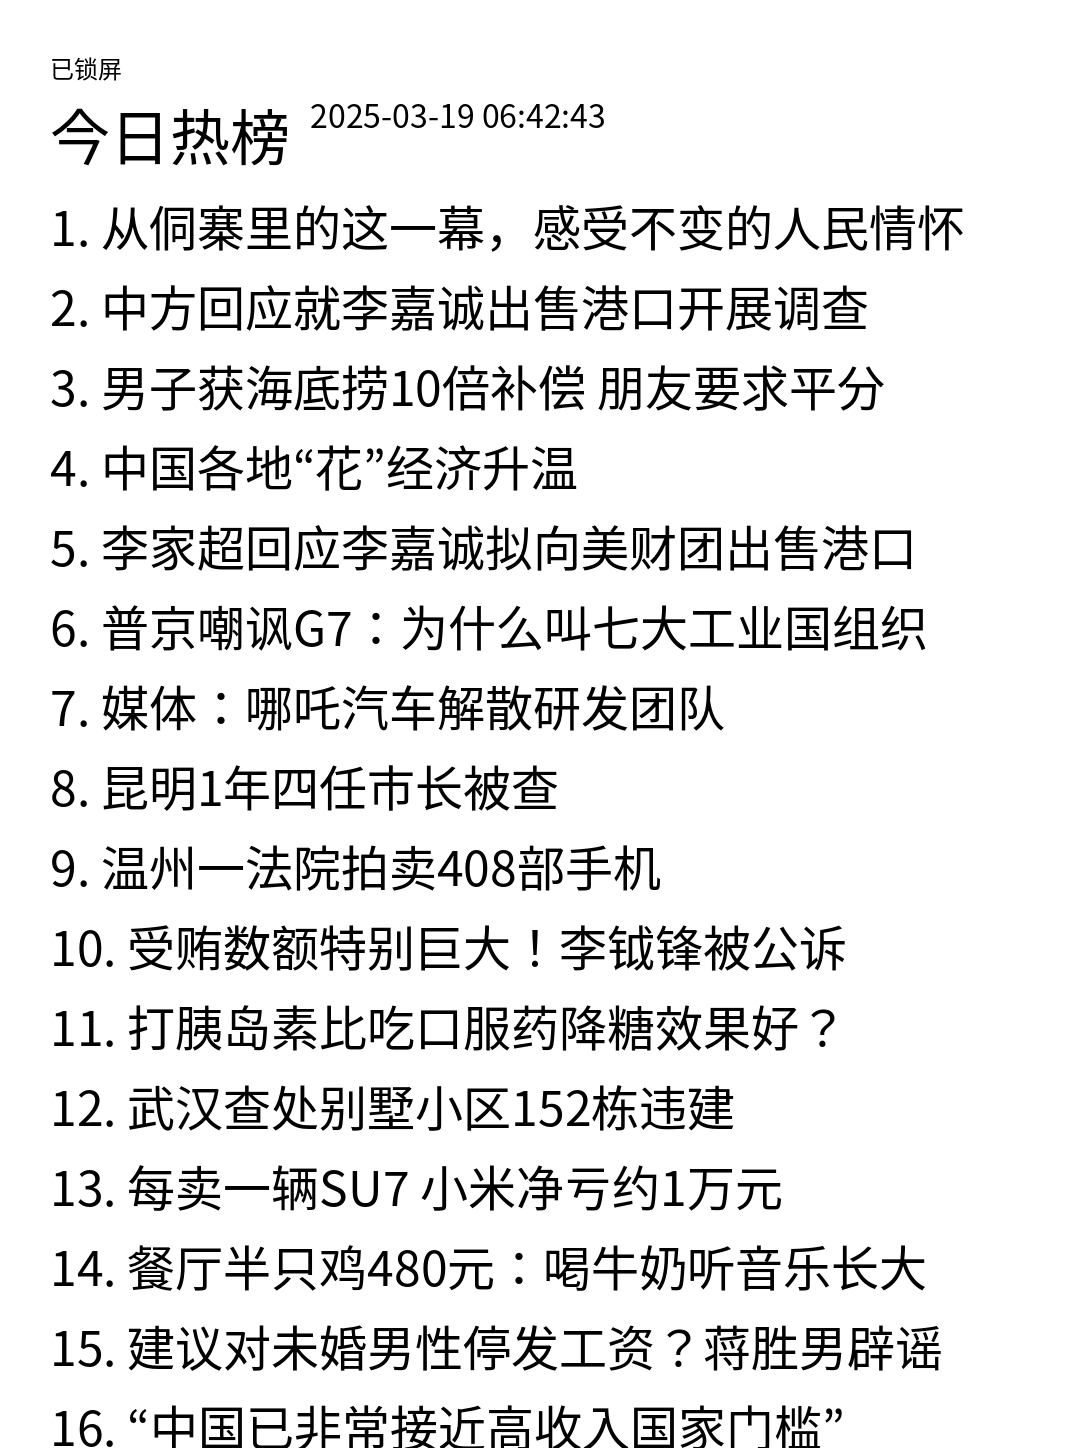 已锁屏
今日热榜 2025-03-19 06:42:43
1. 从侗寨里的这一幕，感受不变的人民情怀
2. 中方回应就李嘉诚出售港口开展调查
3. 男子获海底捞10倍补偿 朋友要求平分
4. 中国各地“花”经济升温
5. 李家超回应李嘉诚拟向美财团出售港口
6. 普京嘲讽G7：为什么叫七大工业国组织
7. 媒体：哪吒汽车解散研发团队
8. 昆明1年四任市长被查
9. 温州一法院拍卖408部手机
10. 受贿数额特别巨大！李钺锋被公诉
11. 打胰岛素比吃口服药降糖效果好？
12. 武汉查处别墅小区152栋违建
13. 每卖一辆SU7 小米净亏约1万元
14. 餐厅半只鸡480元：喝牛奶听音乐长大
15. 建议对未婚男性停发工资？蒋胜男辟谣
16. “中国已非常接近高收入国家门槛”